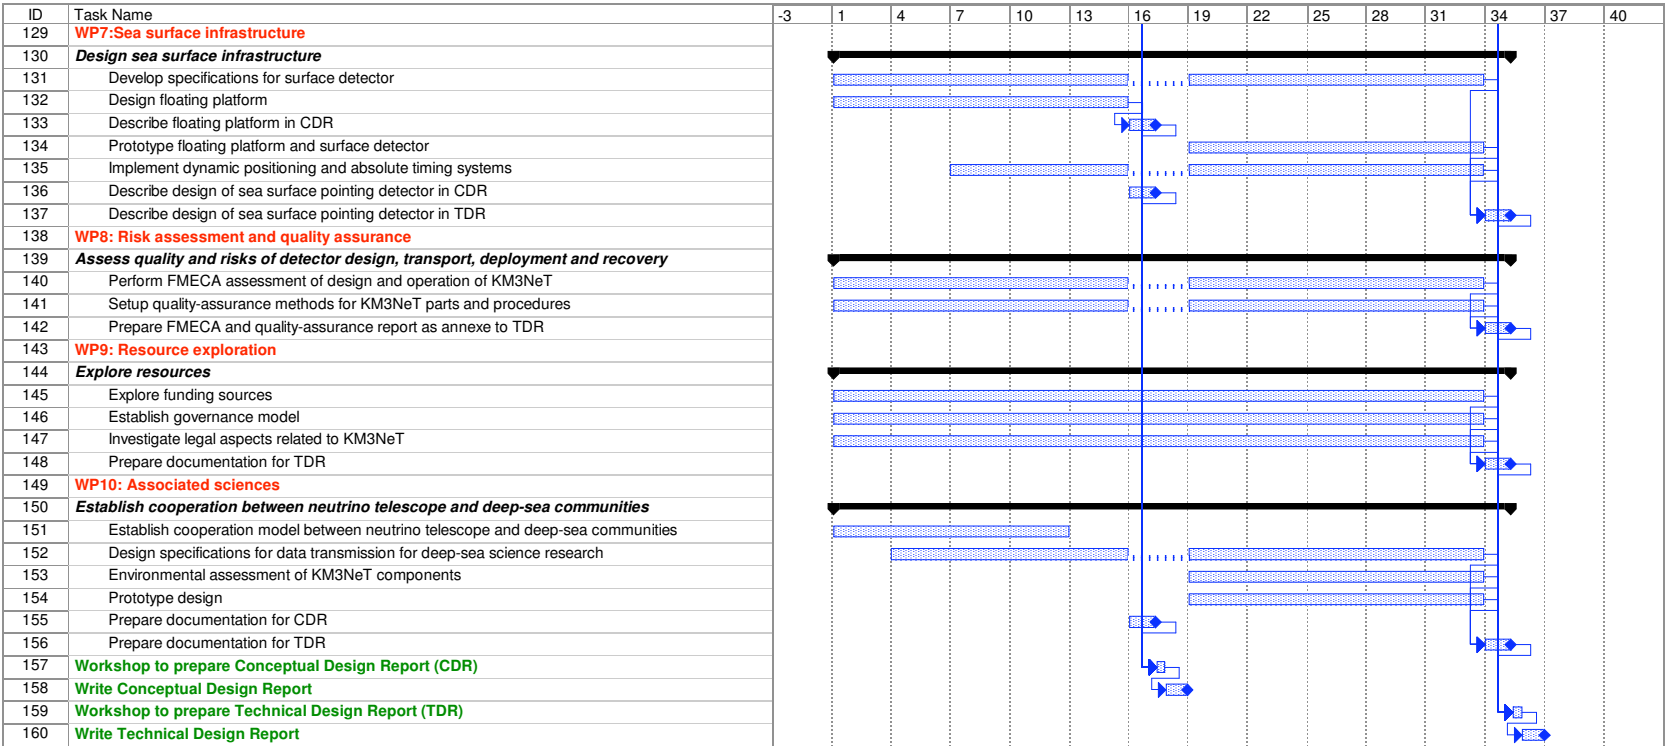 ID Task Name -3 1 4 7 10 13 16 19 22 25 28 31 34 37 40
129 WP7:Sea surface infrastructure
130 Design sea surface infrastructure
131 Develop specifications for surface detector
132 Design floating platform
133 Describe floating platform in CDR
134 Prototype floating platform and surface detector
135 Implement dynamic positioning and absolute timing systems
136 Describe design of sea surface pointing detector in CDR
137 Describe design of sea surface pointing detector in TDR
138 WP8: Risk assessment and quality assurance
139 Assess quality and risks of detector design, transport, deployment and recovery
140 Perform FMECA assessment of design and operation of KM3NeT
141 Setup quality-assurance methods for KM3NeT parts and procedures
142 Prepare FMECA and quality-assurance report as annexe to TDR
143 WP9: Resource exploration
144 Explore resources
145 Explore funding sources
146 Establish governance model
147 Investigate legal aspects related to KM3NeT
148 Prepare documentation for TDR
149 WP10: Associated sciences
150 Establish cooperation between neutrino telescope and deep-sea communities
151 Establish cooperation model between neutrino telescope and deep-sea communities
152 Design specifications for data transmission for deep-sea science research
153 Environmental assessment of KM3NeT components
154 Prototype design
155 Prepare documentation for CDR
156 Prepare documentation for TDR
157 Workshop to prepare Conceptual Design Report (CDR)
158 Write Conceptual Design Report
159 Workshop to prepare Technical Design Report (TDR)
160 Write Technical Design Report